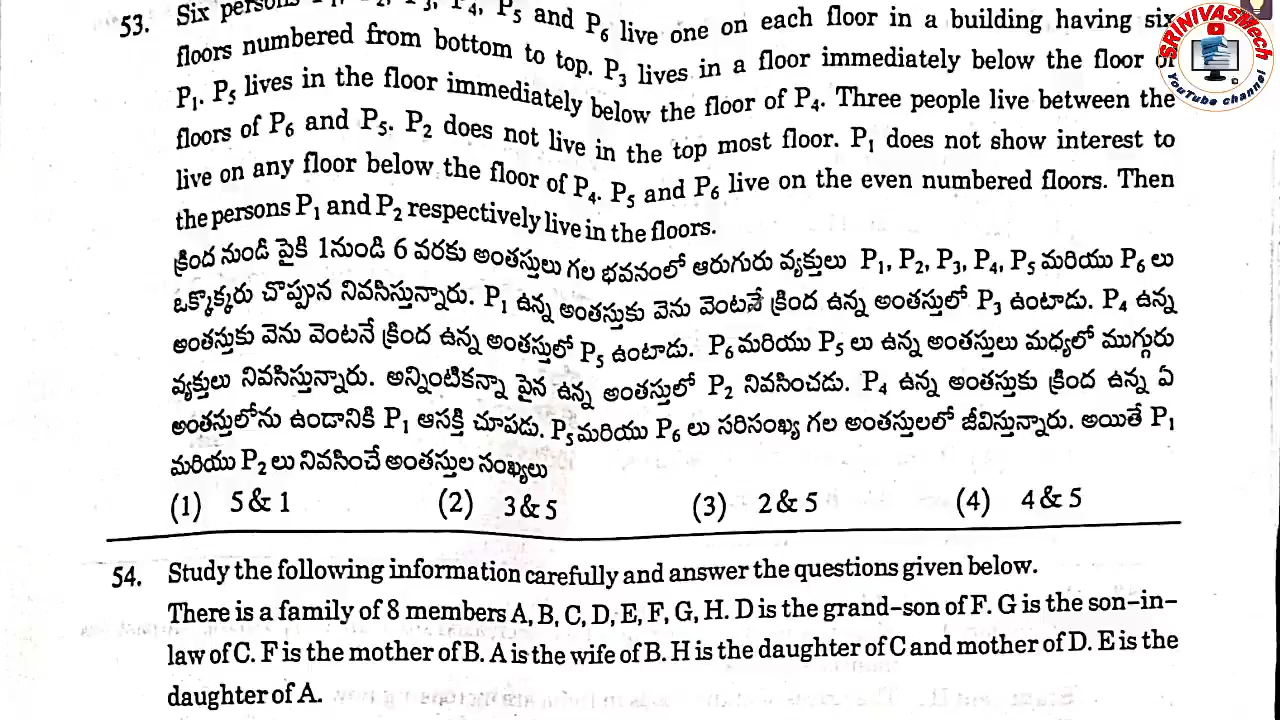 53. Six persons P₁, P₂, P₃, P₄, P₅ and P₆ live one on each floor in a building having six
floors numbered from bottom to top. P₃ lives in a floor immediately below the floor of
P₁. P₅ lives in the floor immediately below the floor of P₄. Three people live between the
floors of P₆ and P₅. P₂ does not live in the top most floor. P₁ does not show interest to
live on any floor below the floor of P₄. P₅ and P₆ live on the even numbered floors. Then
the persons P₁ and P₂ respectively live in the floors.
క్రింద నుండి పైకి 1నుండి 6 వరకు అంతస్తులు గల భవనంలో ఆరుగురు వ్యక్తులు P₁, P₂, P₃, P₄, P₅ మరియు P₆ లు
ఒక్కొక్కరు చొప్పున నివసిస్తున్నారు. P₁ ఉన్న అంతస్తుకు వెను వెంటనే క్రింద ఉన్న అంతస్తులో P₃ ఉంటాడు. P₄ ఉన్న
అంతస్తుకు వెను వెంటనే క్రింద ఉన్న అంతస్తులో P₅ ఉంటాడు. P₆ మరియు P₅ లు ఉన్న అంతస్తులు మధ్యలో ముగ్గురు
వ్యక్తులు నివసిస్తున్నారు. అన్నింటికన్నా పైన ఉన్న అంతస్తులో P₂ నివసించడు. P₄ ఉన్న అంతస్తుకు క్రింద ఉన్న ఏ
అంతస్తులోను ఉండానికి P₁ ఆసక్తి చూపడు. P₅ మరియు P₆ లు సరిసంఖ్య గల అంతస్తులలో జీవిస్తున్నారు. అయితే P₁
మరియు P₂ లు నివసించే అంతస్తుల సంఖ్యలు
(1) 5 & 1 (2) 3 & 5 (3) 2 & 5 (4) 4 & 5
54. Study the following information carefully and answer the questions given below.
There is a family of 8 members A, B, C, D, E, F, G, H. D is the grand-son of F. G is the son-in-
law of C. F is the mother of B. A is the wife of B. H is the daughter of C and mother of D. E is the
daughter of A.
SRINIVASMech
YouTube channel